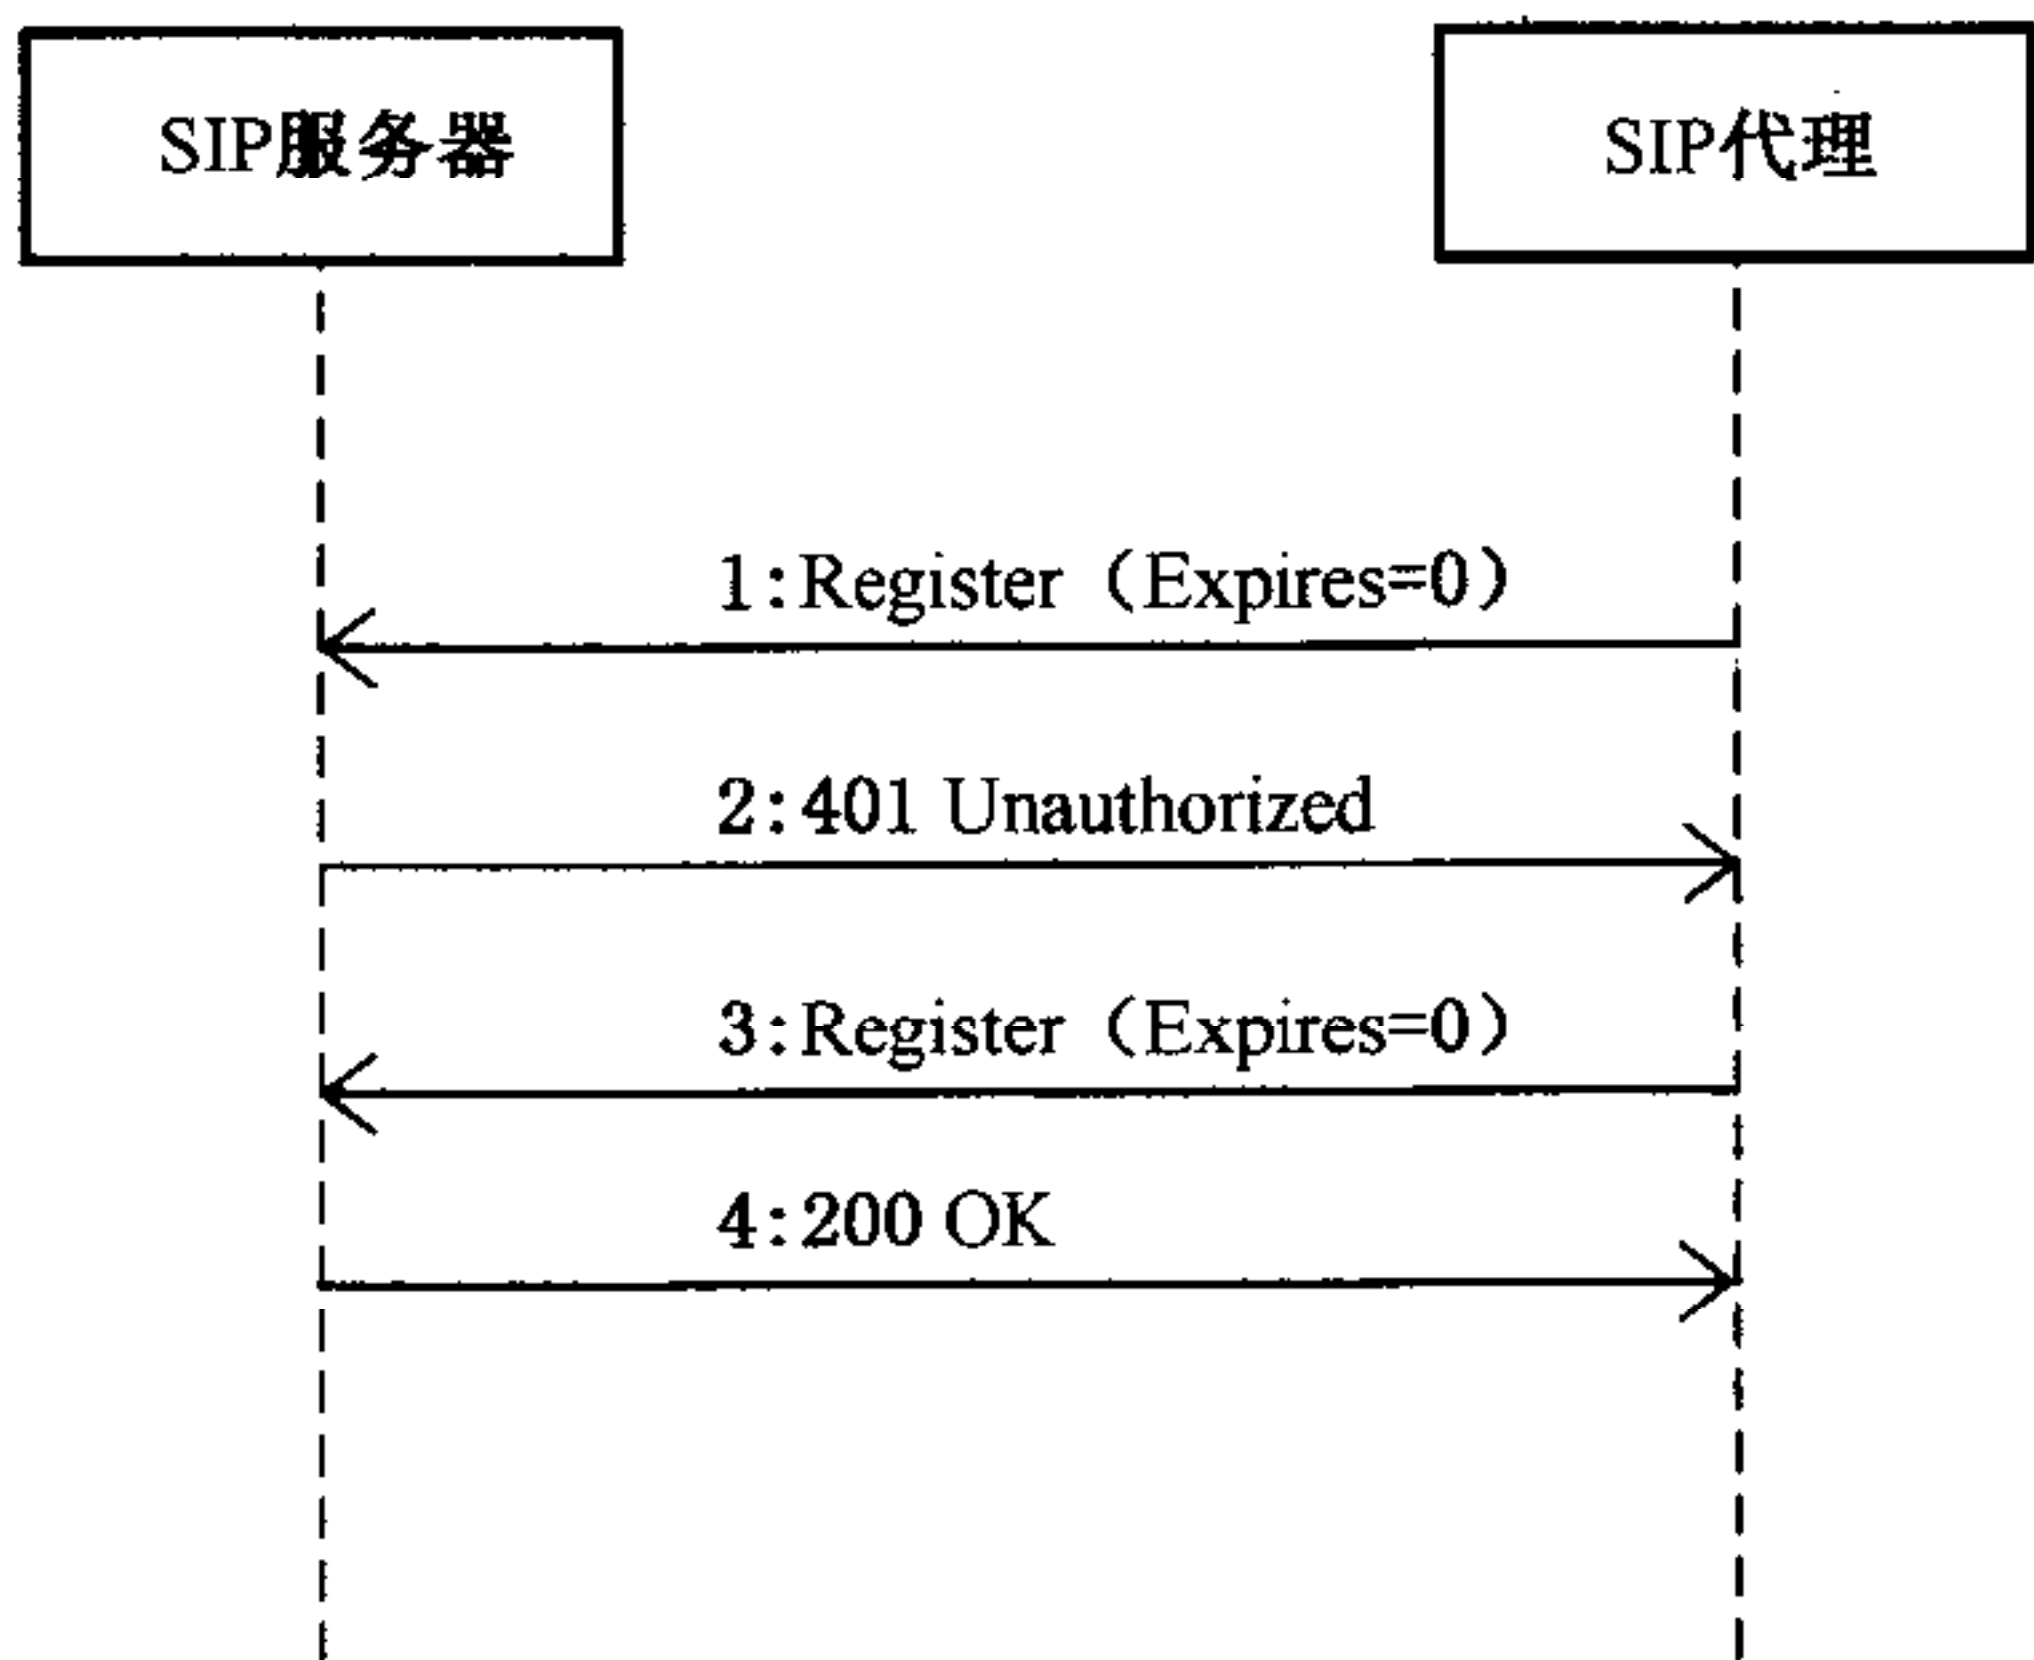 SIP服务器
SIP代理
1:Register（Expires=0）
2:401 Unauthorized
3:Register（Expires=0）
4:200 OK